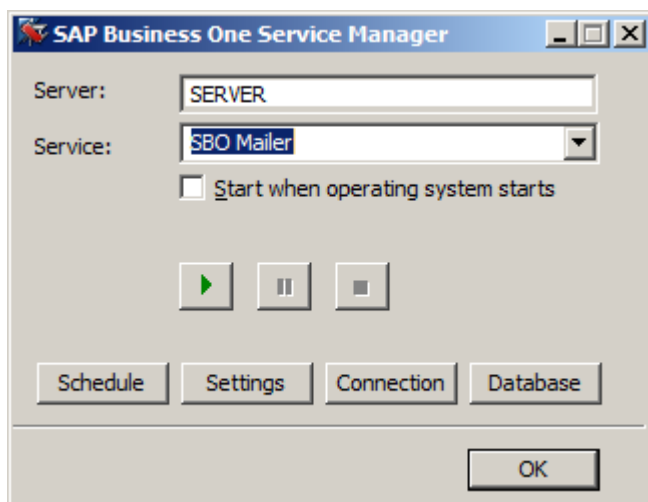 SAP Business One Service Manager
Server: SERVER
Service: SBO Mailer
Start when operating system starts
Schedule Settings Connection Database
OK